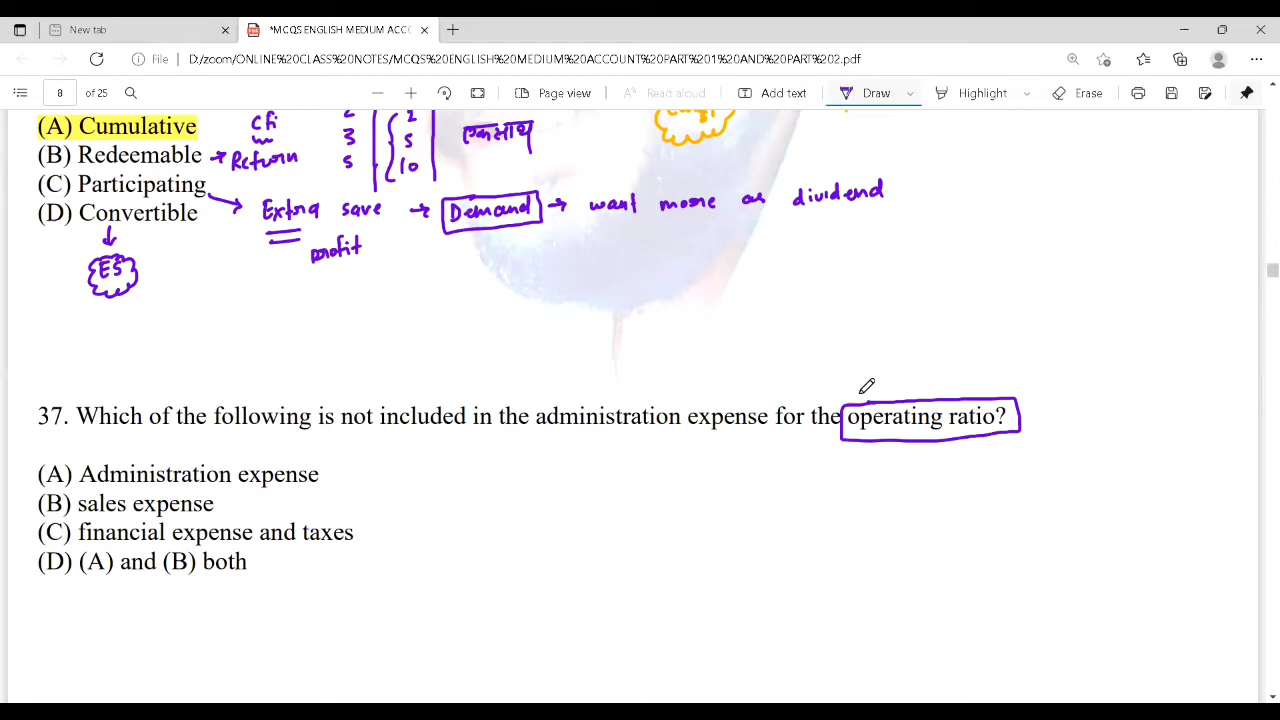 New tab
*MCQS ENGLISH MEDIUM ACCO
File D:/zoom/ONLINE%20CLASS%20NOTES/MCQS%20ENGLISH%20MEDIUM%20ACCOUNT%20PART%201%20AND%20PART%202.pdf
8 of 25 Page view Read aloud Add text Draw Highlight Erase
(A) Cumulative
(B) Redeemable Return 5 10
(C) Participating Extra save Demand want more as dividend
profit
(D) Convertible
ES
3 5 एकसाथ
37. Which of the following is not included in the administration expense for the operating ratio?
(A) Administration expense
(B) sales expense
(C) financial expense and taxes
(D) (A) and (B) both